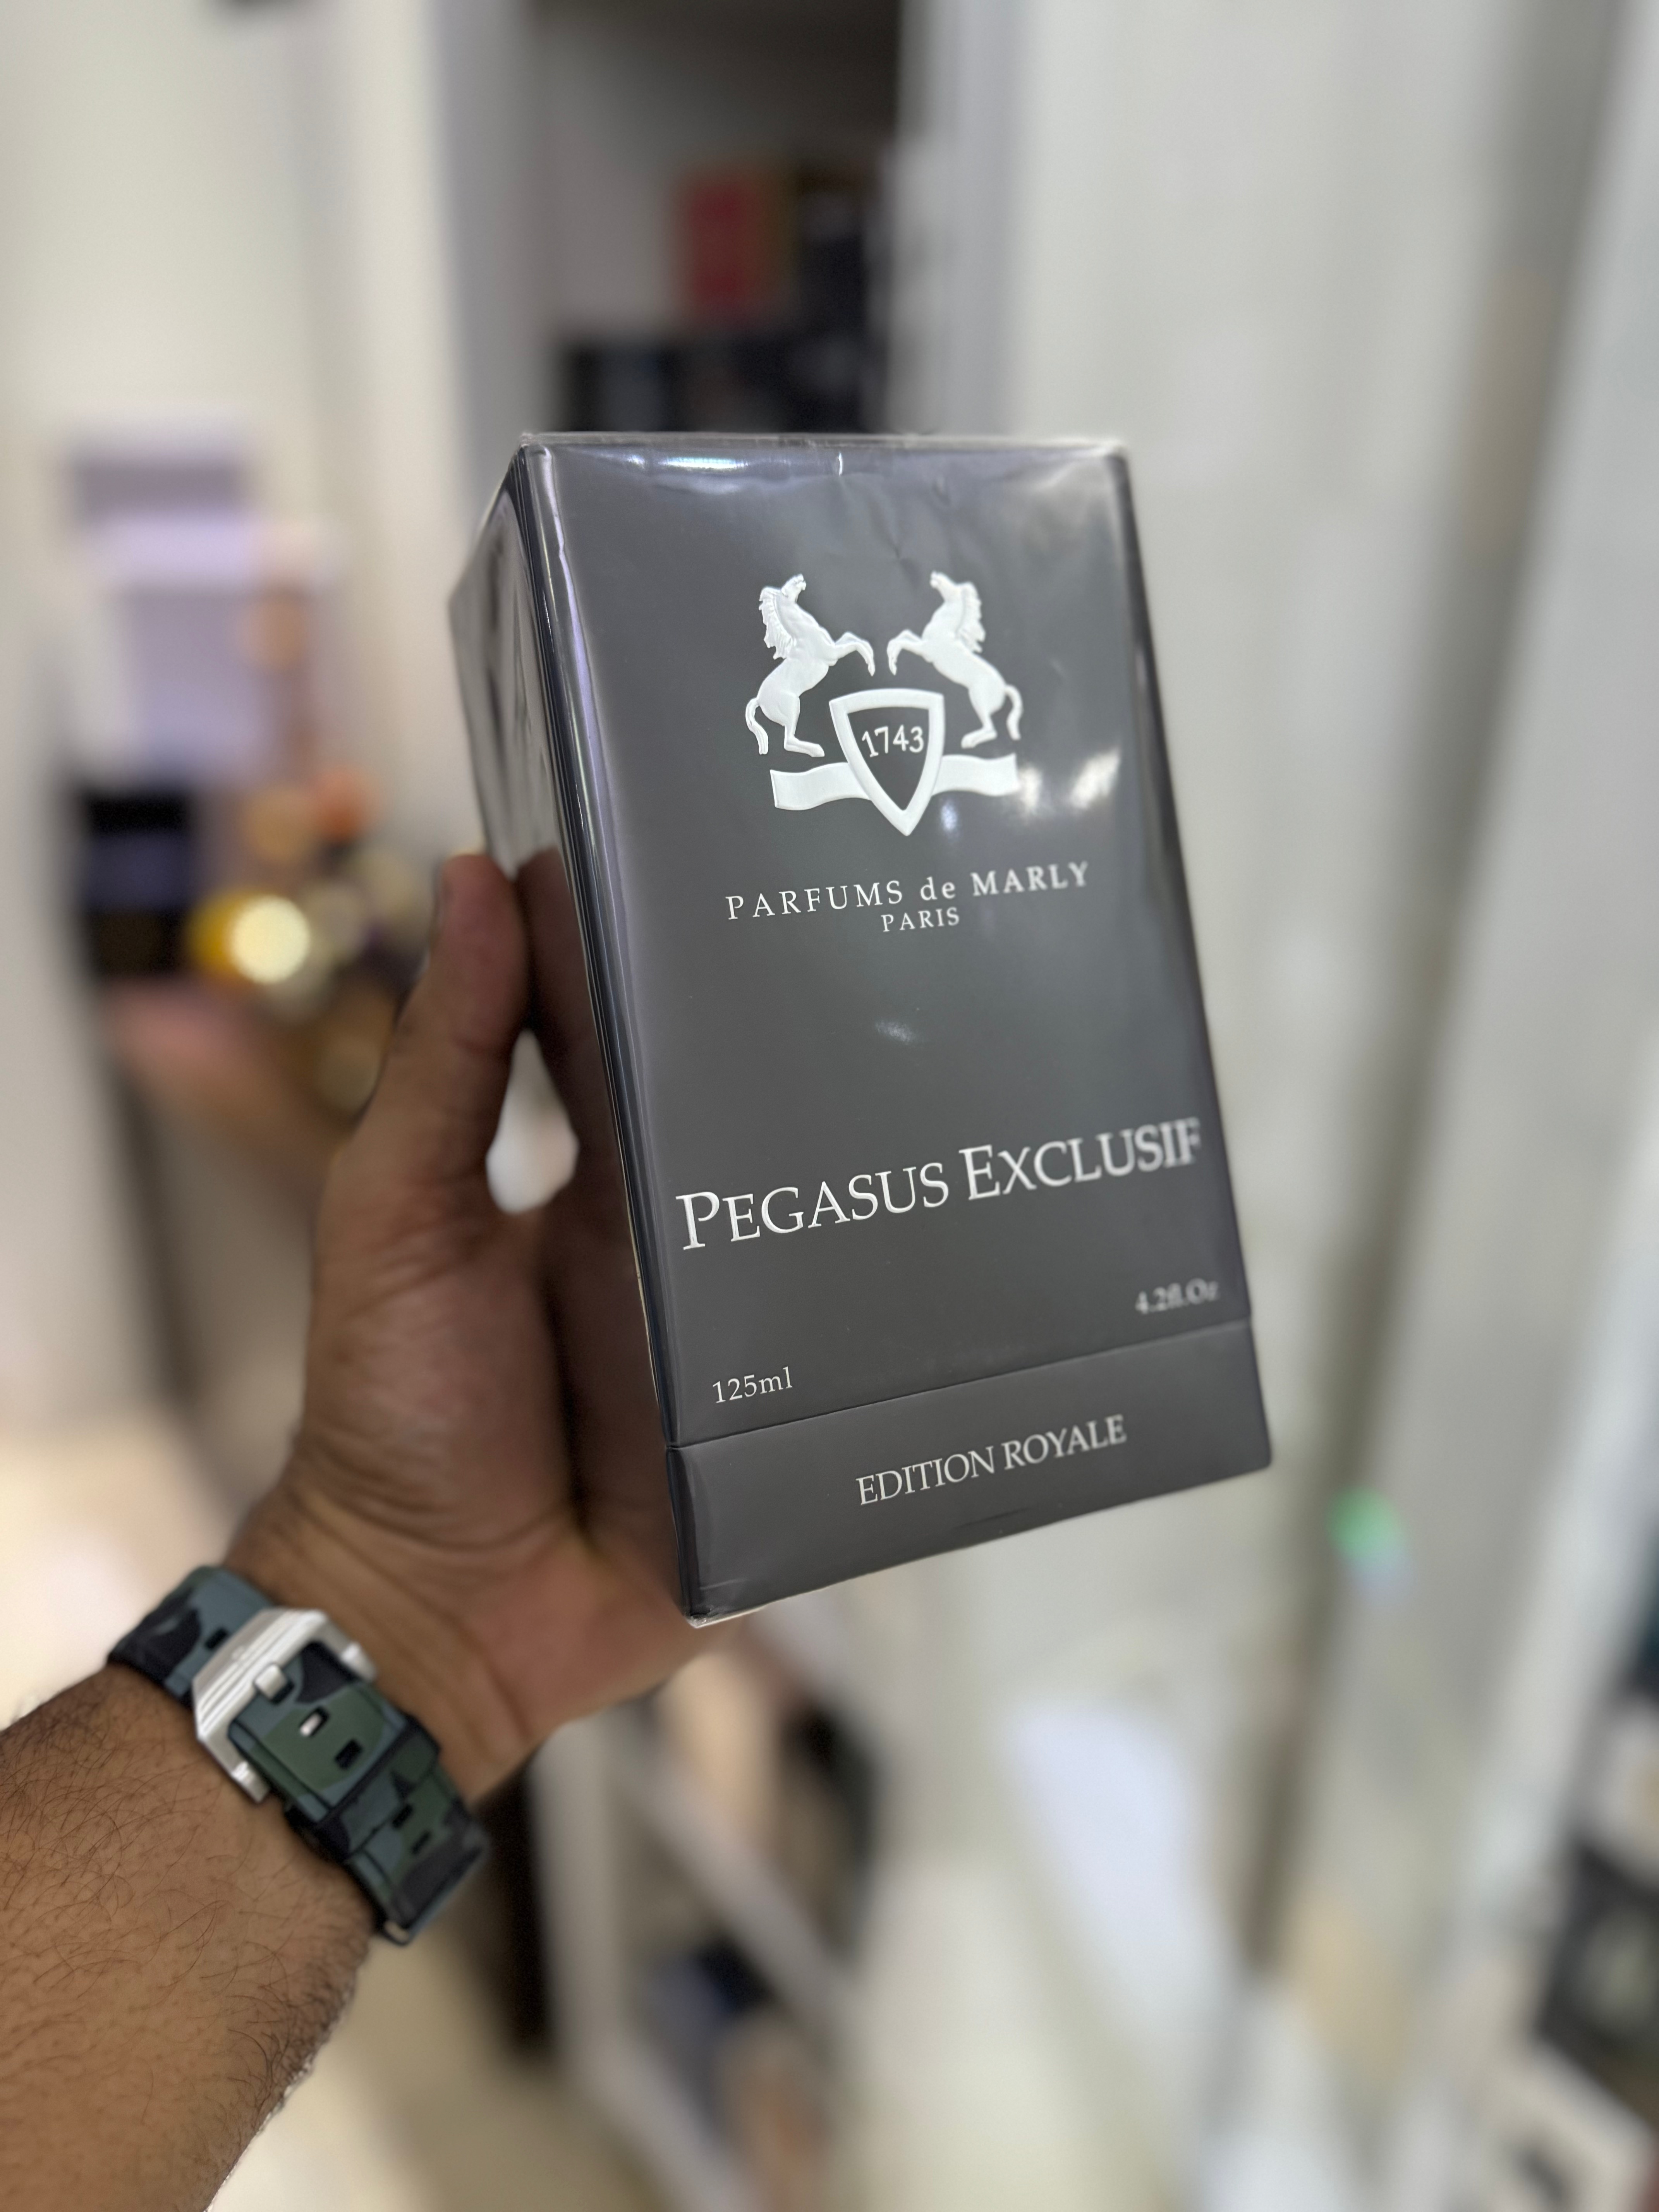 1743
PARFUMS de MARLY
PARIS
PEGASUS EXCLUSIF
4.2fl.Oz
125ml
EDITION ROYALE